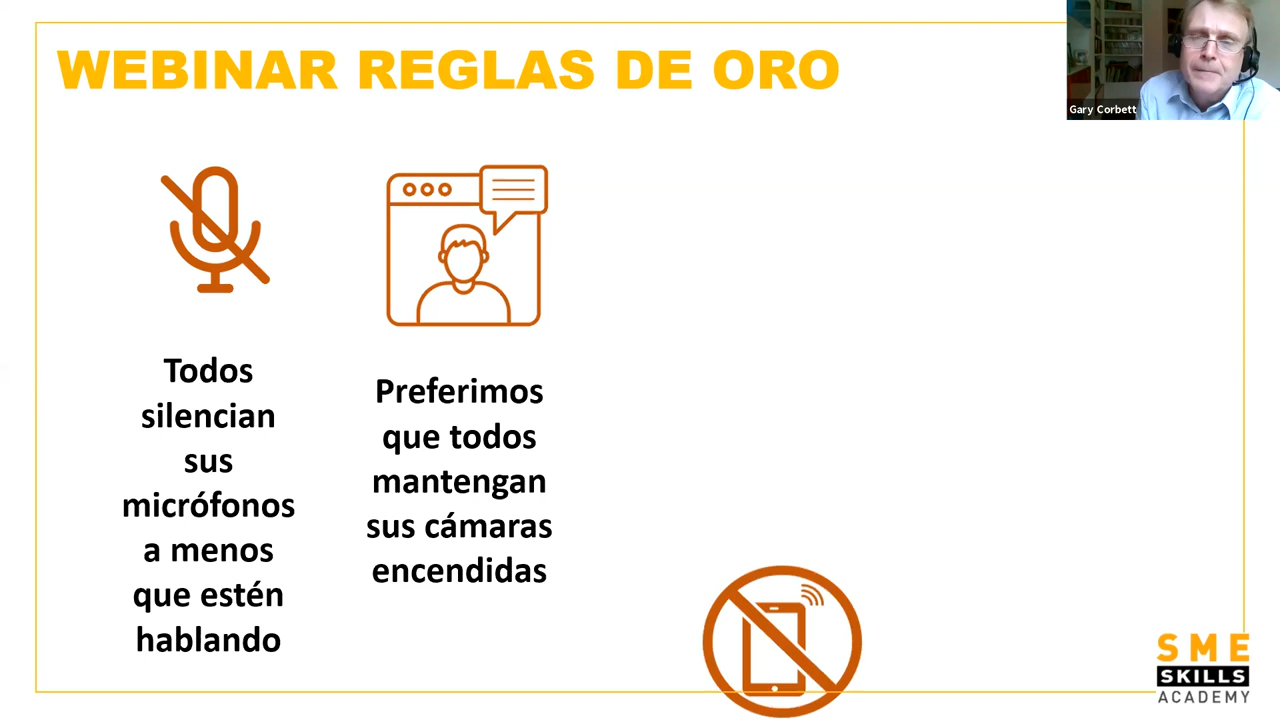 WEBINAR REGLAS DE ORO
Gary Corbett
Todos
silencian
sus
micrófonos
a menos
que estén
hablando
Preferimos
que todos
mantengan
sus cámaras
encendidas
SME
SKILLS
ACADEMY